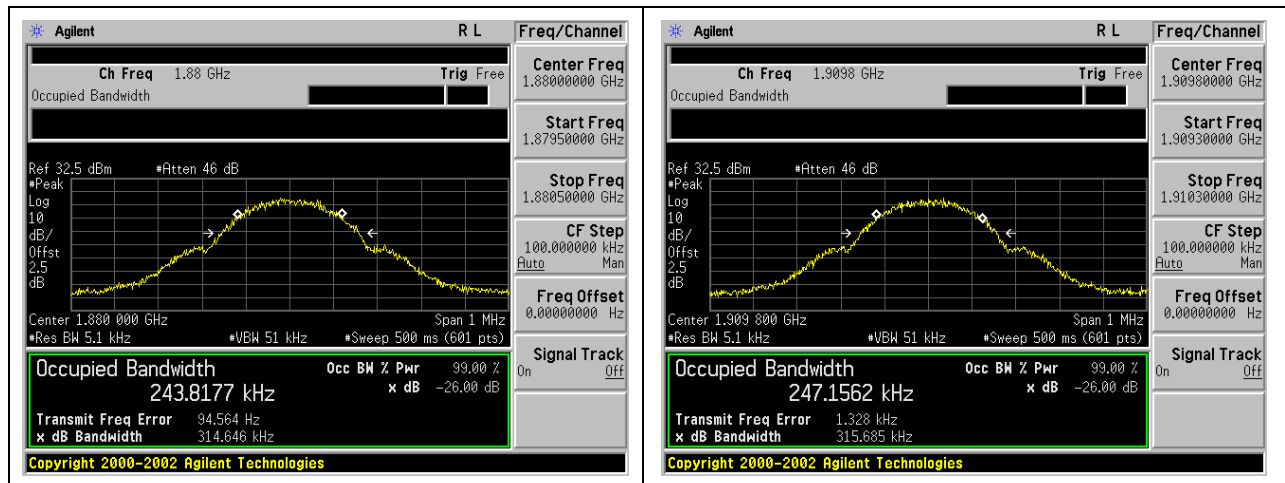 Agilent R L Freq/Channel
Ch Freq 1.88 GHz Trig Free
Occupied Bandwidth
Center Freq
1.88000000 GHz
Start Freq
1.87950000 GHz
Stop Freq
1.88050000 GHz
CF Step
100.000000 kHz
Auto Man
Freq Offset
0.00000000 Hz
Signal Track
On Off
Ref 32.5 dBm #Atten 46 dB
#Peak
Log
10
dB/
Offst
2.5
dB
Center 1.880 000 GHz Span 1 MHz
#Res BW 5.1 kHz #VBW 51 kHz #Sweep 500 ms (601 pts)
Occupied Bandwidth Occ BW % Pwr 99.00 %
243.8177 kHz x dB -26.00 dB
Transmit Freq Error 94.564 Hz
x dB Bandwidth 314.646 kHz
Copyright 2000-2002 Agilent Technologies
Agilent R L Freq/Channel
Ch Freq 1.9098 GHz Trig Free
Occupied Bandwidth
Center Freq
1.90980000 GHz
Start Freq
1.90930000 GHz
Stop Freq
1.91030000 GHz
CF Step
100.000000 kHz
Auto Man
Freq Offset
0.00000000 Hz
Signal Track
On Off
Ref 32.5 dBm #Atten 46 dB
#Peak
Log
10
dB/
Offst
2.5
dB
Center 1.909 800 GHz Span 1 MHz
#Res BW 5.1 kHz #VBW 51 kHz #Sweep 500 ms (601 pts)
Occupied Bandwidth Occ BW % Pwr 99.00 %
247.1562 kHz x dB -26.00 dB
Transmit Freq Error 1.328 kHz
x dB Bandwidth 315.685 kHz
Copyright 2000-2002 Agilent Technologies